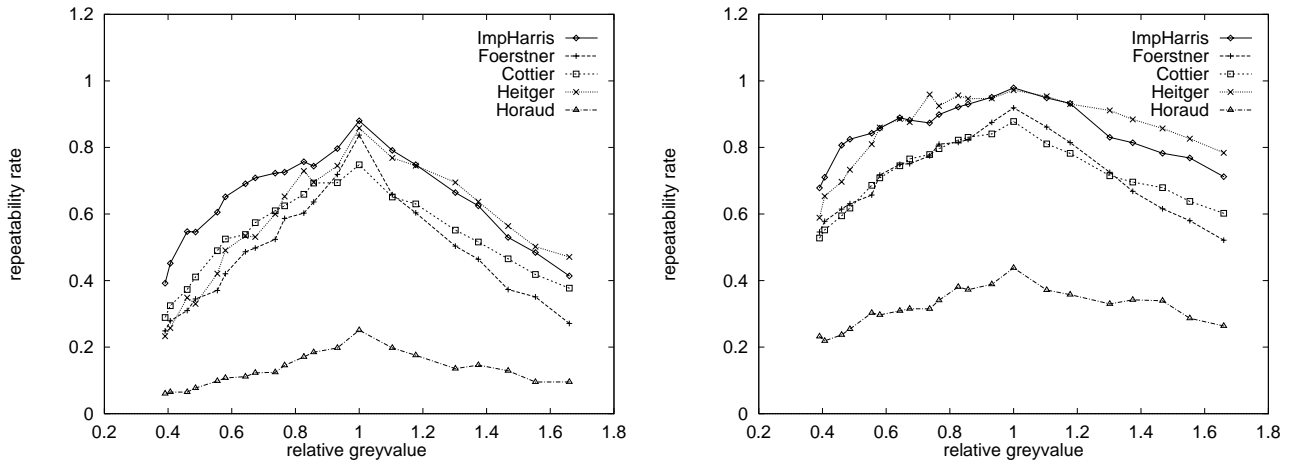 1.2
1
0.8
0.6
0.4
0.2
0
0.2 0.4 0.6 0.8 1.0 1.2 1.4 1.6 1.8
repeatability rate
relative greyvalue
ImpHarris
Foerstner
Cottier
Heitger
Horaud
1.2
1
0.8
0.6
0.4
0.2
0
0.2 0.4 0.6 0.8 1 1.2 1.4 1.6 1.8
repeatability rate
relative greyvalue
ImpHarris
Foerstner
Cottier
Heitger
Horaud